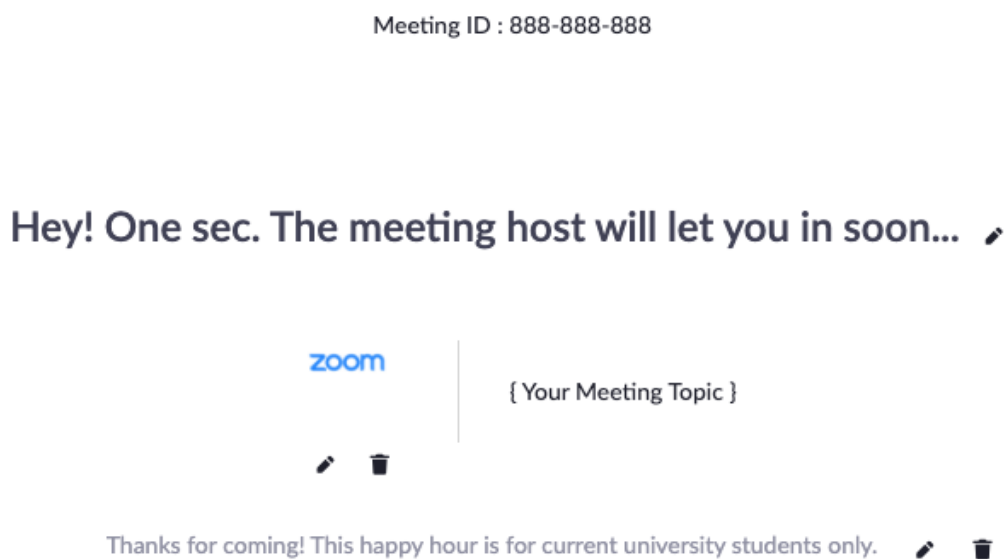 Meeting ID : 888-888-888
Hey! One sec. The meeting host will let you in soon...
zoom
{ Your Meeting Topic }
Thanks for coming! This happy hour is for current university students only.